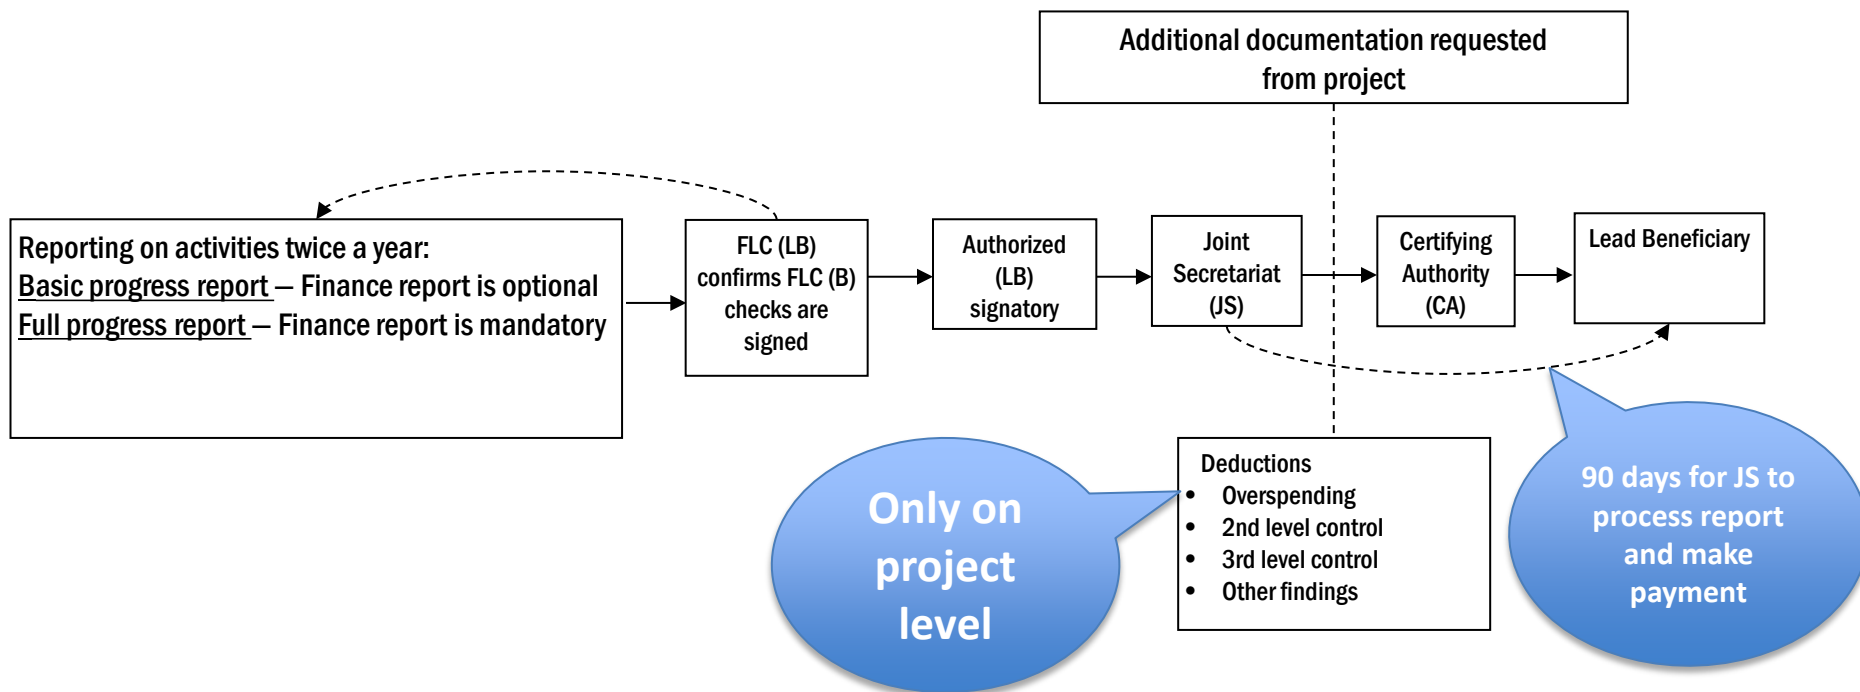 Additional documentation requested
from project
Reporting on activities twice a year:
Basic progress report – Finance report is optional
Full progress report – Finance report is mandatory
FLC (LB)
confirms FLC (B)
checks are
signed
Authorized
(LB)
signatory
Joint
Secretariat
(JS)
Certifying
Authority
(CA)
Lead Beneficiary
Deductions
• Overspending
• 2nd level control
• 3rd level control
• Other findings
Only on
project
level
90 days for JS to
process report
and make
payment